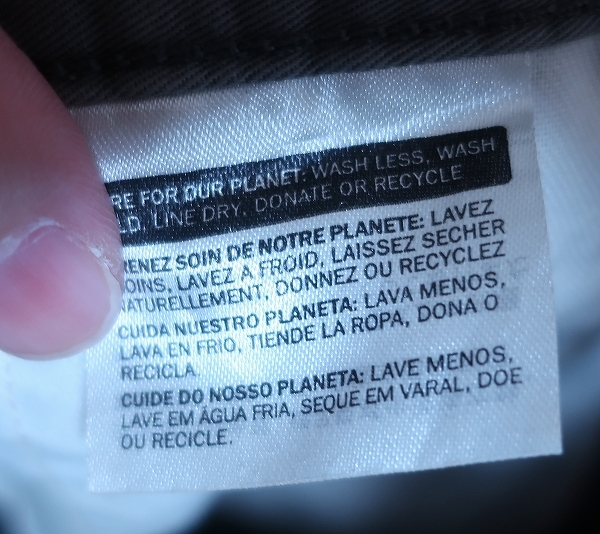 RE FOR OUR PLANET: WASH LESS, WASH
LD, LINE DRY, DONATE OR RECYCLE
RENEZ SOIN DE NOTRE PLANETE: LAVEZ
OINS, LAVEZ A FROID, LAISSEZ SECHER
ATURELLEMENT, DONNEZ OU RECYCLEZ
CUIDA NUESTRO PLANETA: LAVA MENOS,
LAVA EN FRIO, TIENDE LA ROPA, DONA O
RECICLA.
CUIDE DO NOSSO PLANETA: LAVE MENOS,
LAVE EM ÁGUA FRIA, SEQUE EM VARAL, DOE
OU RECICLE.